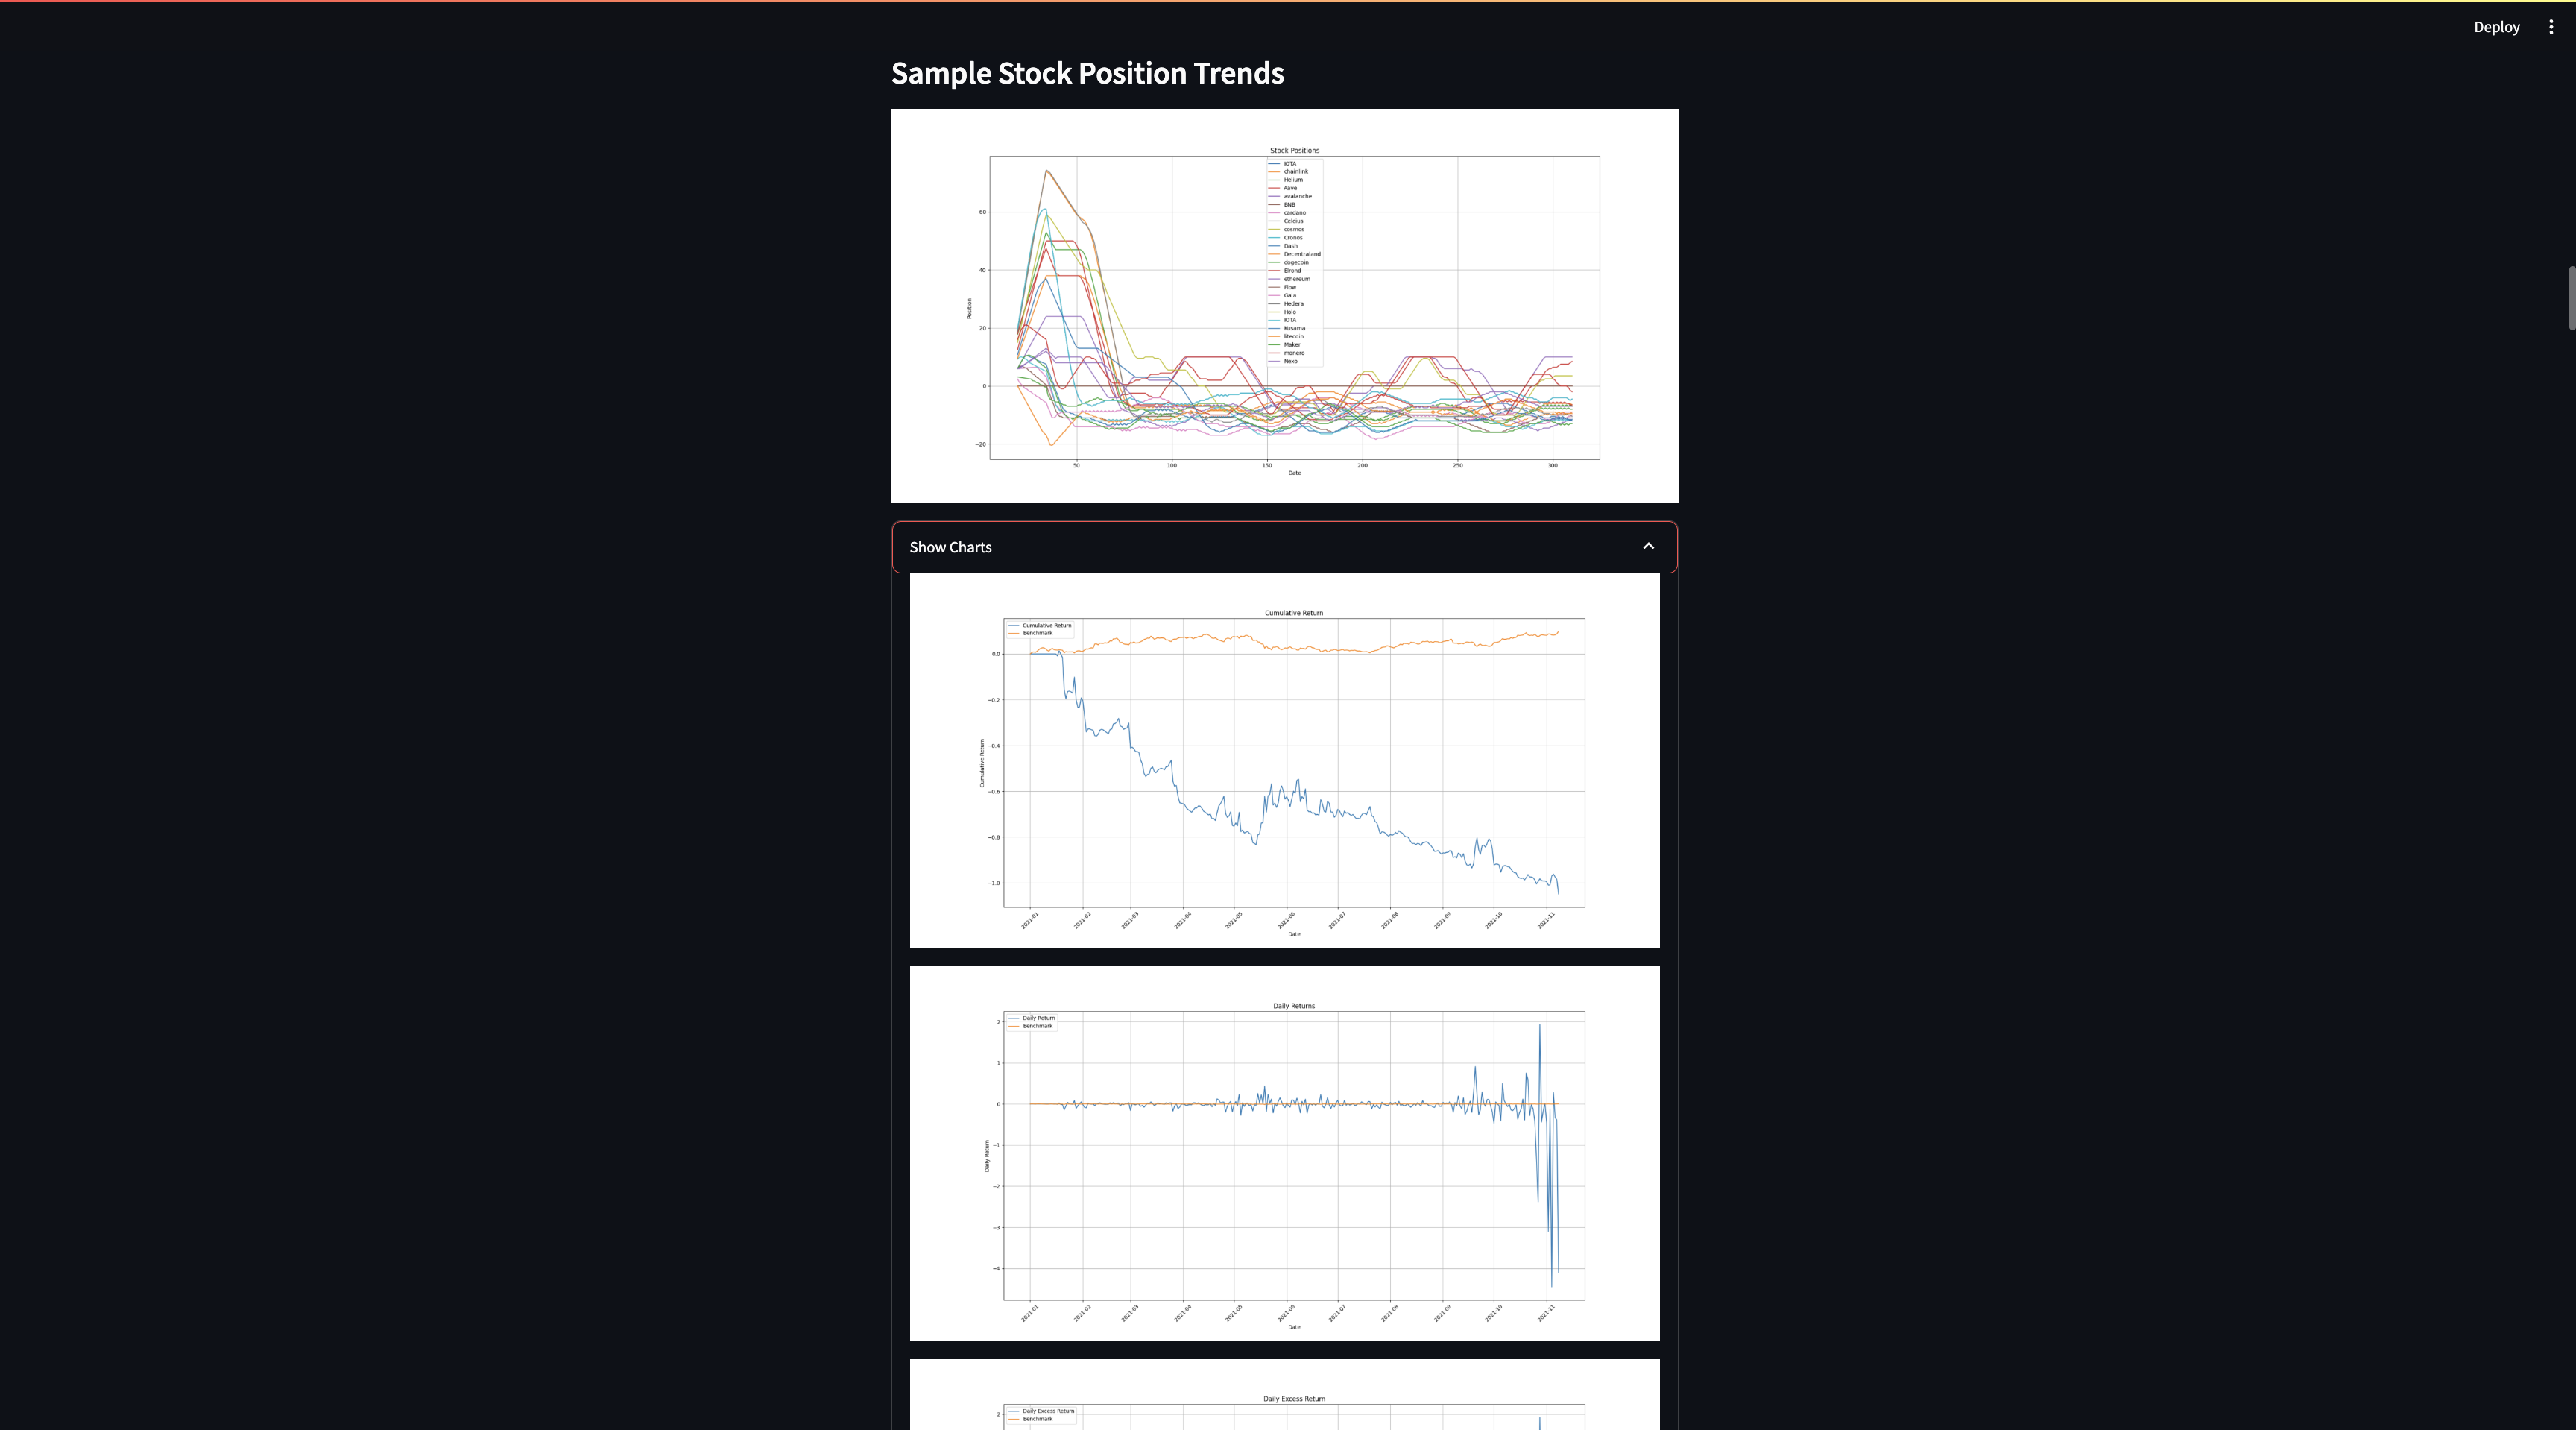 Deploy
Sample Stock Position Trends
Stock Positions
IOTA
chainlink
Helium
Aave
avalanche
BNB
cardano
Celcius
cosmos
Cronos
Dash
Decentraland
dogecoin
Elrond
ethereum
Flow
Gala
Hedera
Holo
IOTA
Kusama
litecoin
Maker
monero
Nexo
Position
60
40
20
0
−20
50 100 150 200 250 300
Date
Show Charts
Cumulative Return
Cumulative Return
Benchmark
Cumulative Return
0.0
−0.2
−0.4
−0.6
−0.8
−1.0
2021-01 2021-02 2021-03 2021-04 2021-05 2021-06 2021-07 2021-08 2021-09 2021-10 2021-11
Date
Daily Returns
Daily Return
Benchmark
Daily Return
2
1
0
−1
−2
−3
−4
2021-01 2021-02 2021-03 2021-04 2021-05 2021-06 2021-07 2021-08 2021-09 2021-10 2021-11
Date
Daily Excess Return
Daily Excess Return
Benchmark
2